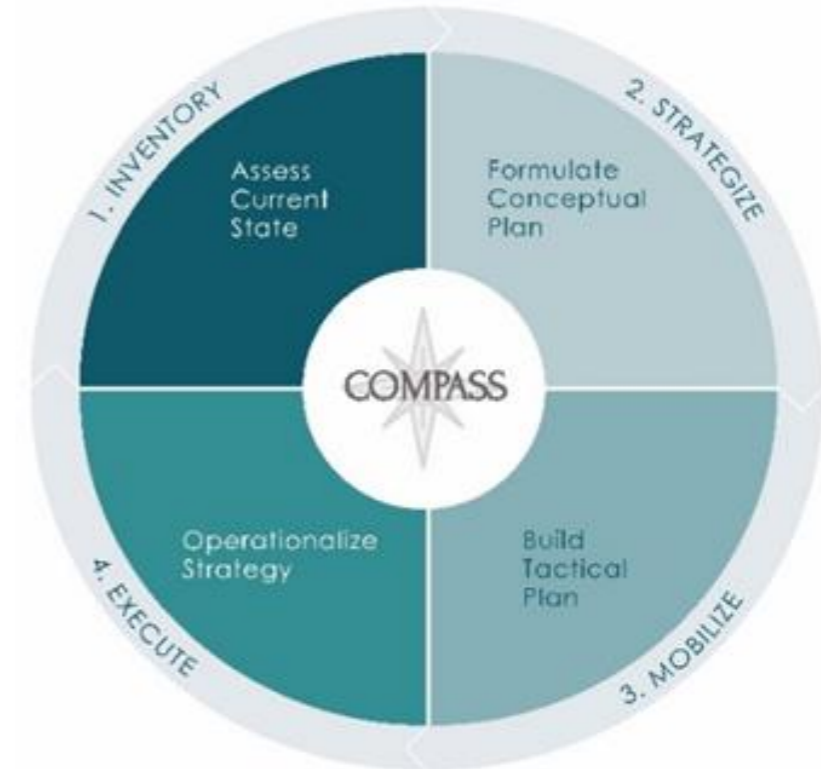 1. INVENTORY
Assess
Current
State
2. STRATEGIZE
Formulate
Conceptual
Plan
COMPASS
3. MOBILIZE
Build
Tactical
Plan
4. EXECUTE
Operationalize
Strategy